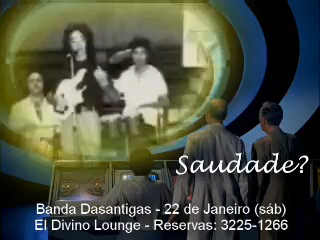 Saudade?
Banda Dasantigas - 22 de Janeiro (sáb)
El Divino Lounge - Reservas: 3225-1266